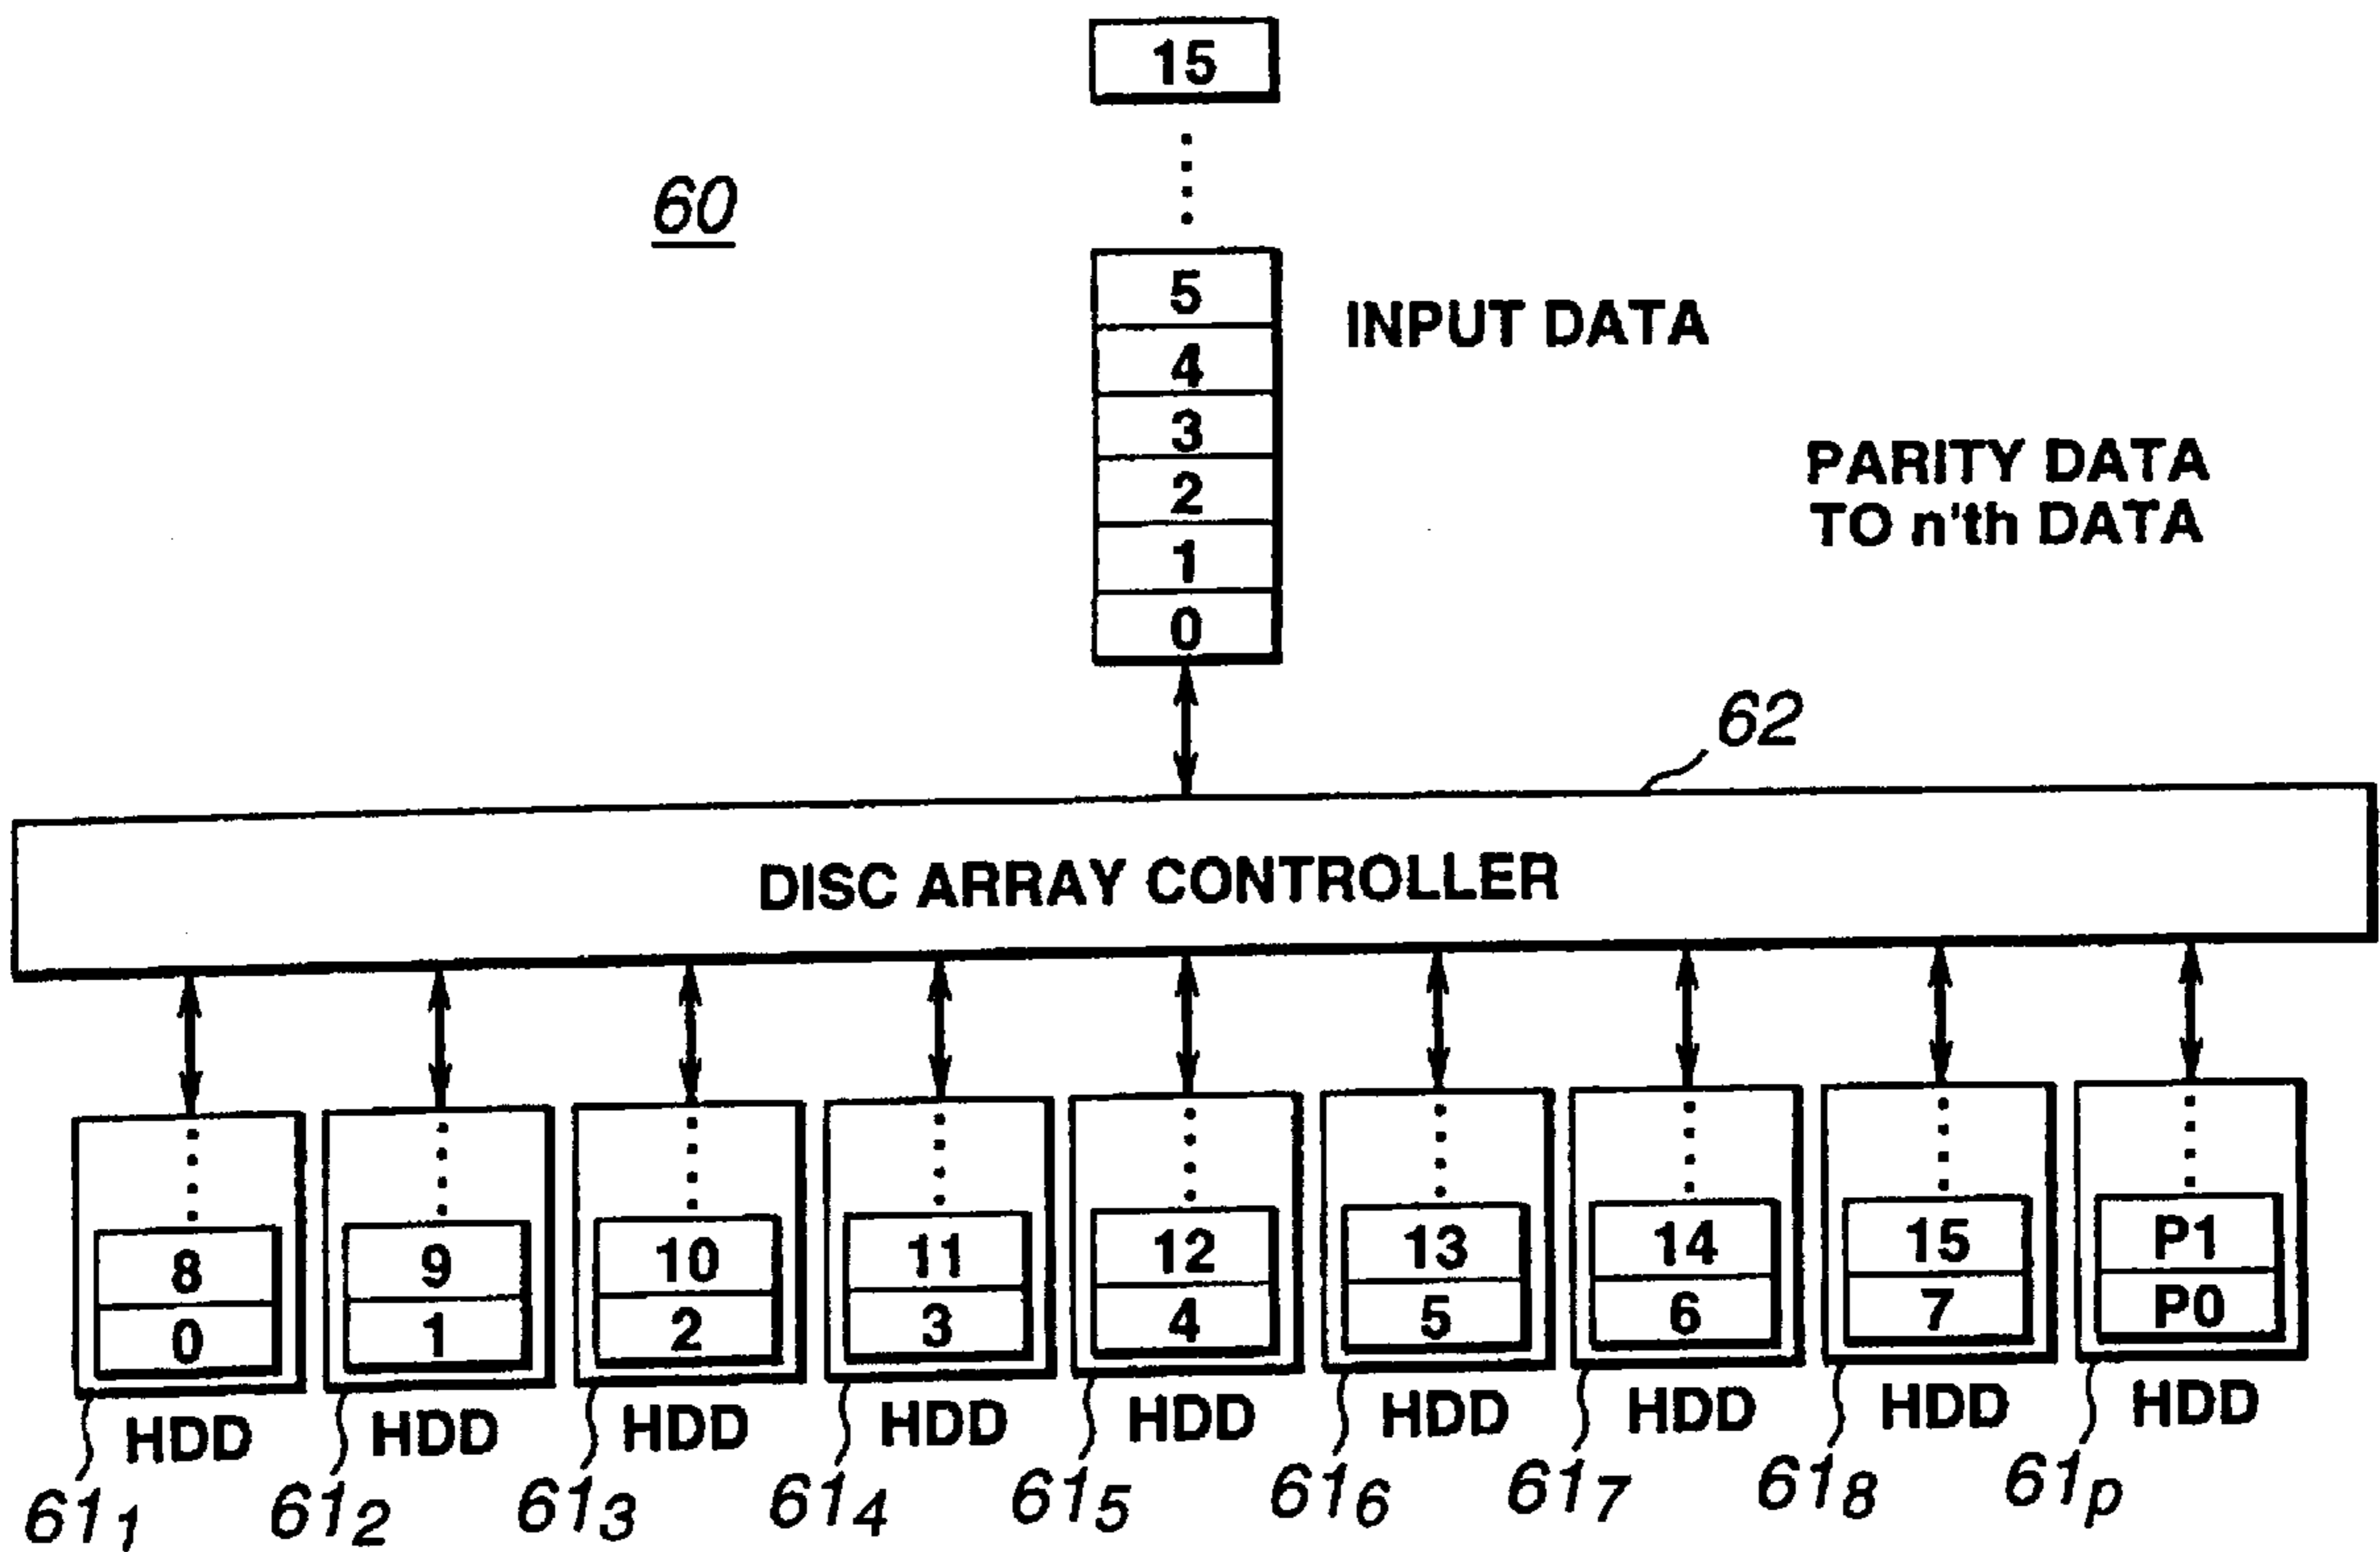 15
60
5
INPUT DATA
4
3
PARITY DATA
TO n'th DATA
2
1
0
62
DISC ARRAY CONTROLLER
8 9 10 11 12 13 14 15 P1
0 1 2 3 4 5 6 7 P0
HDD HDD HDD HDD HDD HDD HDD HDD HDD
61₁ 61₂ 61₃ 61₄ 61₅ 61₆ 61₇ 61₈ 61p